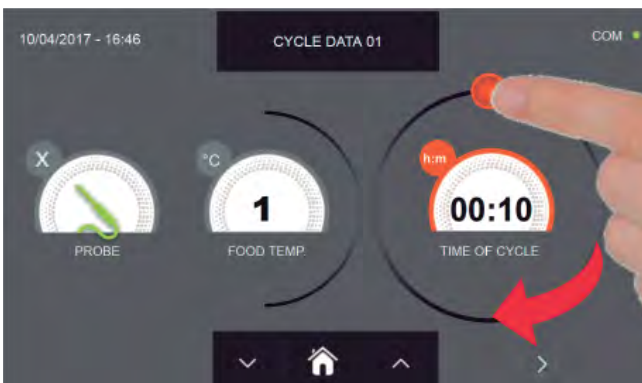 10/04/2017 - 16:46
CYCLE DATA 01
COM
X
°C
h:m
1
00:10
PROBE
FOOD TEMP.
TIME OF CYCLE